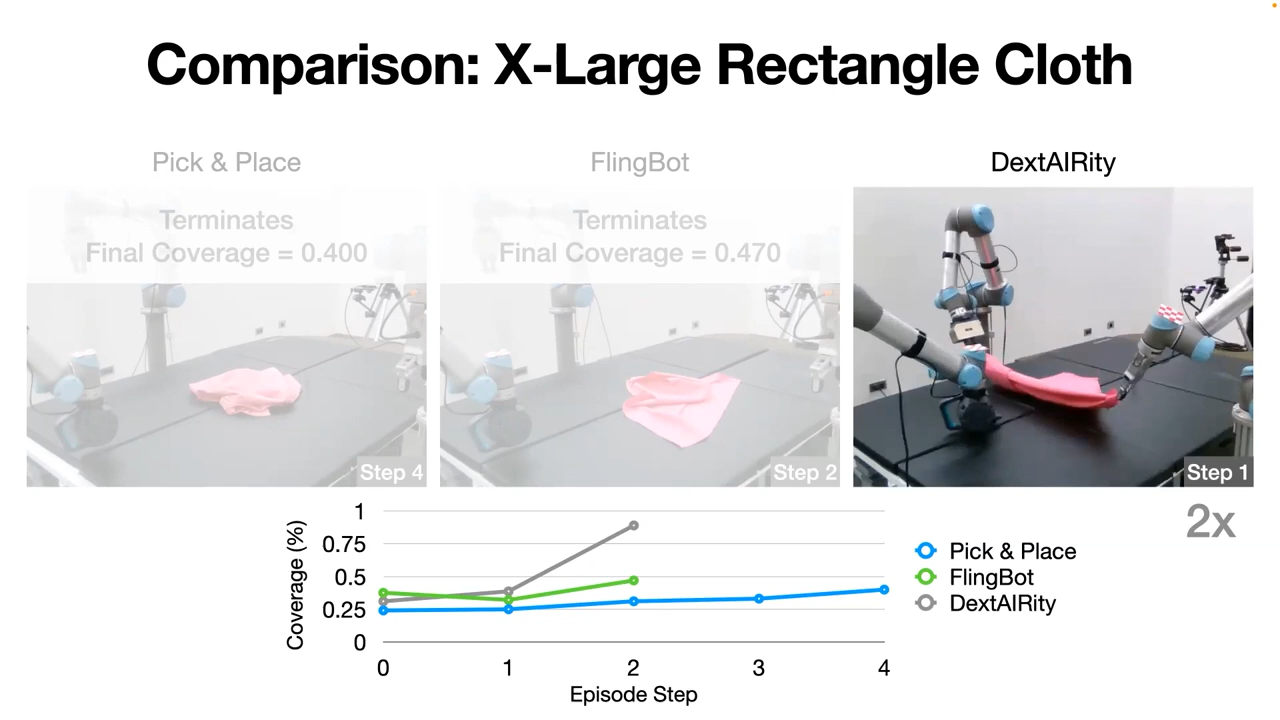 Comparison: X-Large Rectangle Cloth
Pick & Place
FlingBot
DextAIRity
Terminates
Final Coverage = 0.400
Terminates
Final Coverage = 0.470
Step 4
Step 2
Step 1
2x
Coverage (%)
1
0.75
0.5
0.25
0
0 1 2 3 4
Episode Step
Pick & Place
FlingBot
DextAIRity